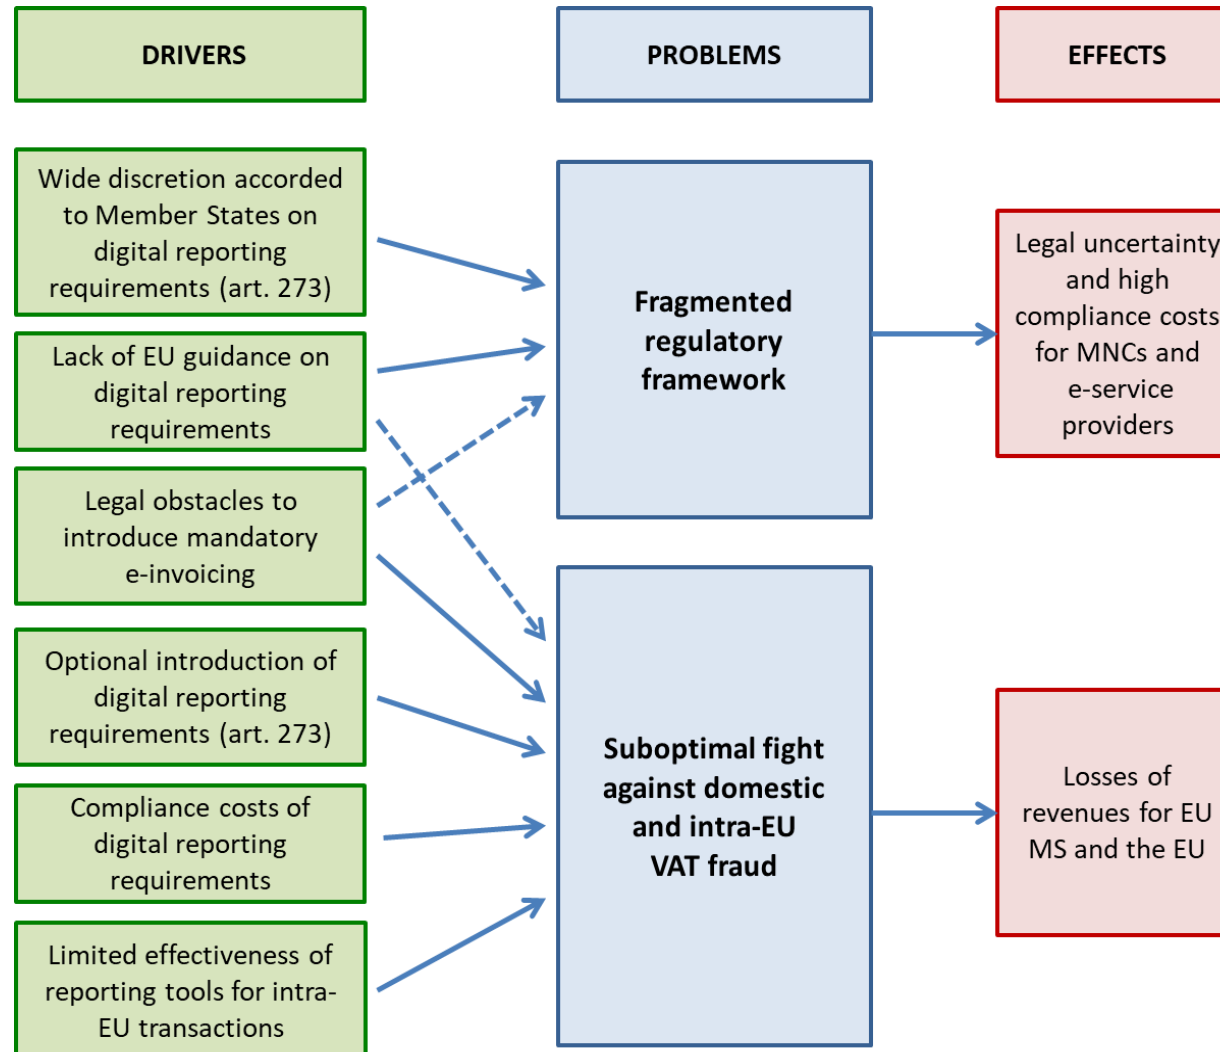 DRIVERS
PROBLEMS
EFFECTS
Wide discretion accorded
to Member States on
digital reporting
requirements (art. 273)
Lack of EU guidance on
digital reporting
requirements
Legal obstacles to
introduce mandatory
e-invoicing
Optional introduction of
digital reporting
requirements (art. 273)
Compliance costs of
digital reporting
requirements
Limited effectiveness of
reporting tools for intra-
EU transactions
Fragmented
regulatory
framework
Suboptimal fight
against domestic
and intra-EU
VAT fraud
Legal uncertainty
and high
compliance costs
for MNCs and
e-service
providers
Losses of
revenues for EU
MS and the EU